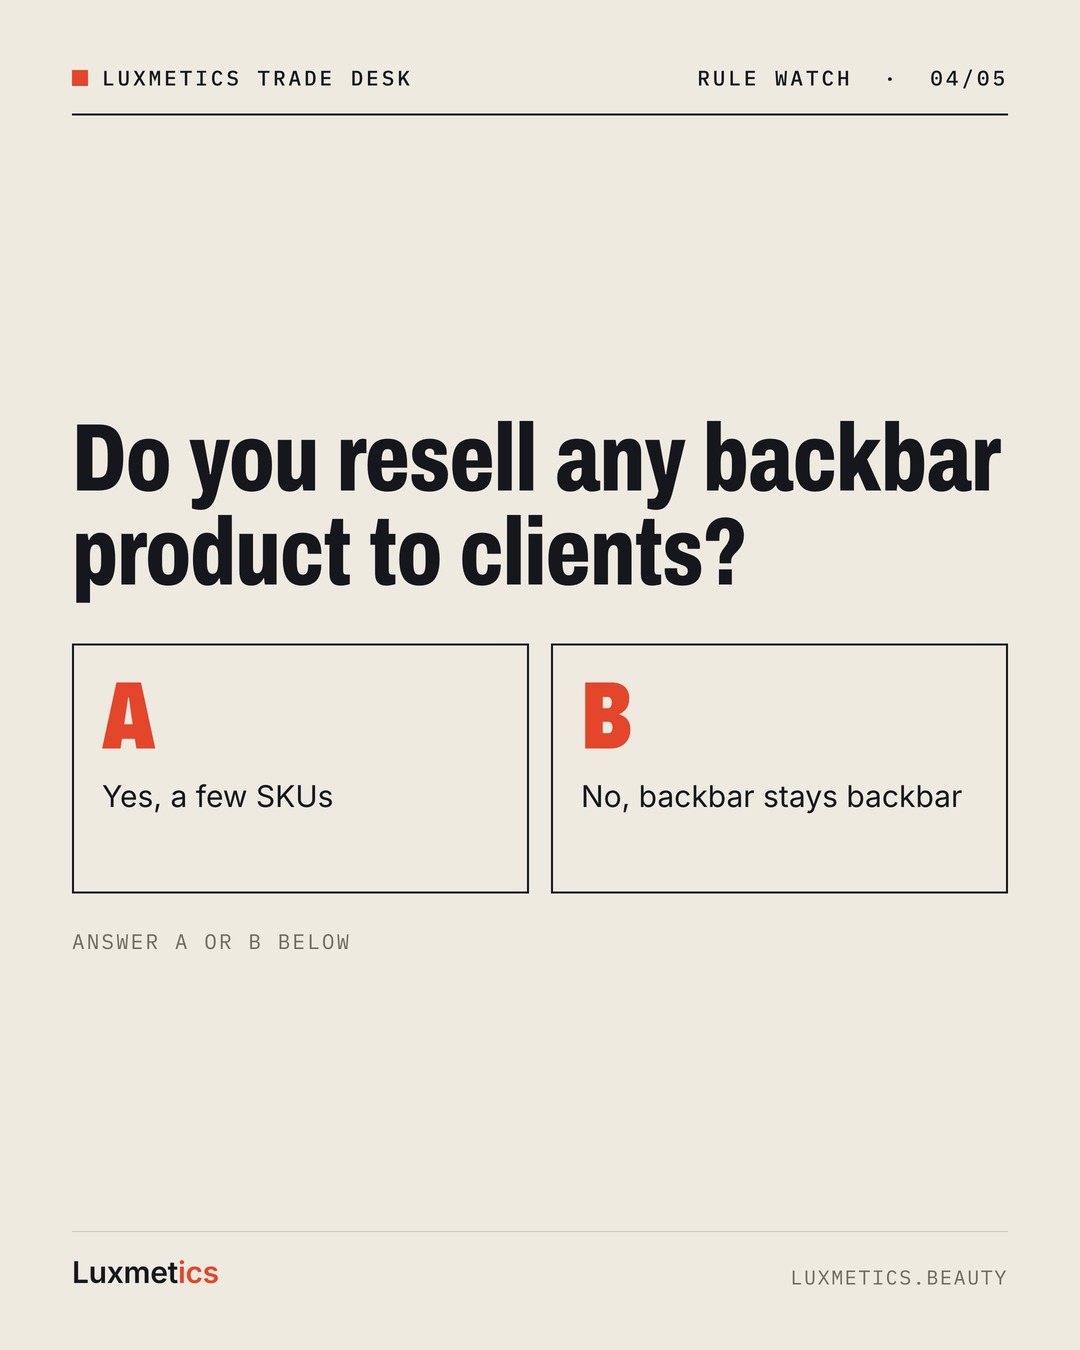 LUXMETICS TRADE DESK
RULE WATCH · 04/05
Do you resell any backbar
product to clients?
A
Yes, a few SKUs
B
No, backbar stays backbar
ANSWER A OR B BELOW
Luxmetics
LUXMETICS.BEAUTY